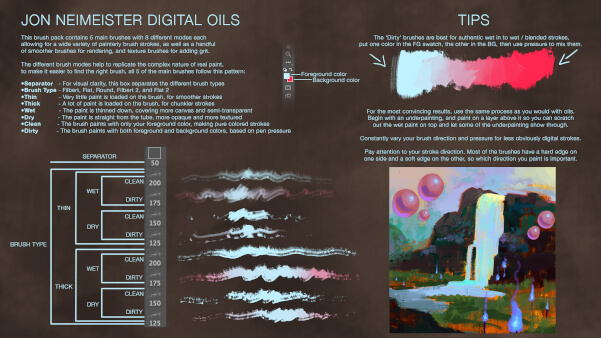 JON NEIMEISTER DIGITAL OILS
This brush pack contains 5 main brushes with 8 different modes each
allowing for a wide variety of painterly brush strokes, as well as a handful
of smoother brushes for rendering, and texture brushes for adding grit.
The different brush modes help to replicate the complex nature of real paint,
to make it easier to find the right brush, all 5 of the main brushes follow this pattern:
•Separator - For visual clarity, this box separates the different brush types
•Brush Type - Filbert, Flat, Round, Filbert 2, and Flat 2
•Thin - Very little paint is loaded on the brush, for smoother strokes
•Thick - A lot of paint is loaded on the brush, for chunkier strokes
•Wet - The paint is thinned down, covering more canvas and semi-transparent
•Dry - The paint is straight from the tube, more opaque and more textured
•Clean - The brush paints with only your foreground color, making pure colored strokes
•Dirty - The brush paints with both foreground and background colors, based on pen pressure
Foreground color
Background color
SEPARATOR
50
BRUSH TYPE
THIN
WET
CLEAN
200
DIRTY
175
DRY
CLEAN
150
DIRTY
125
THICK
WET
CLEAN
200
DIRTY
175
DRY
CLEAN
150
DIRTY
125
TIPS
The 'Dirty' brushes are best for authentic wet in to wet / blended strokes,
put one color in the FG swatch, the other in the BG, then use pressure to mix them.
For the most convincing results, use the same process as you would with oils.
Begin with an underpainting, and paint on a layer above it so you can scratch
out the wet paint on top and let some of the underpainting show through.
Constantly vary your brush direction and pressure for less obviously digital strokes.
Pay attention to your stroke direction. Most of the brushes have a hard edge on
one side and a soft edge on the other, so which direction you paint is important.